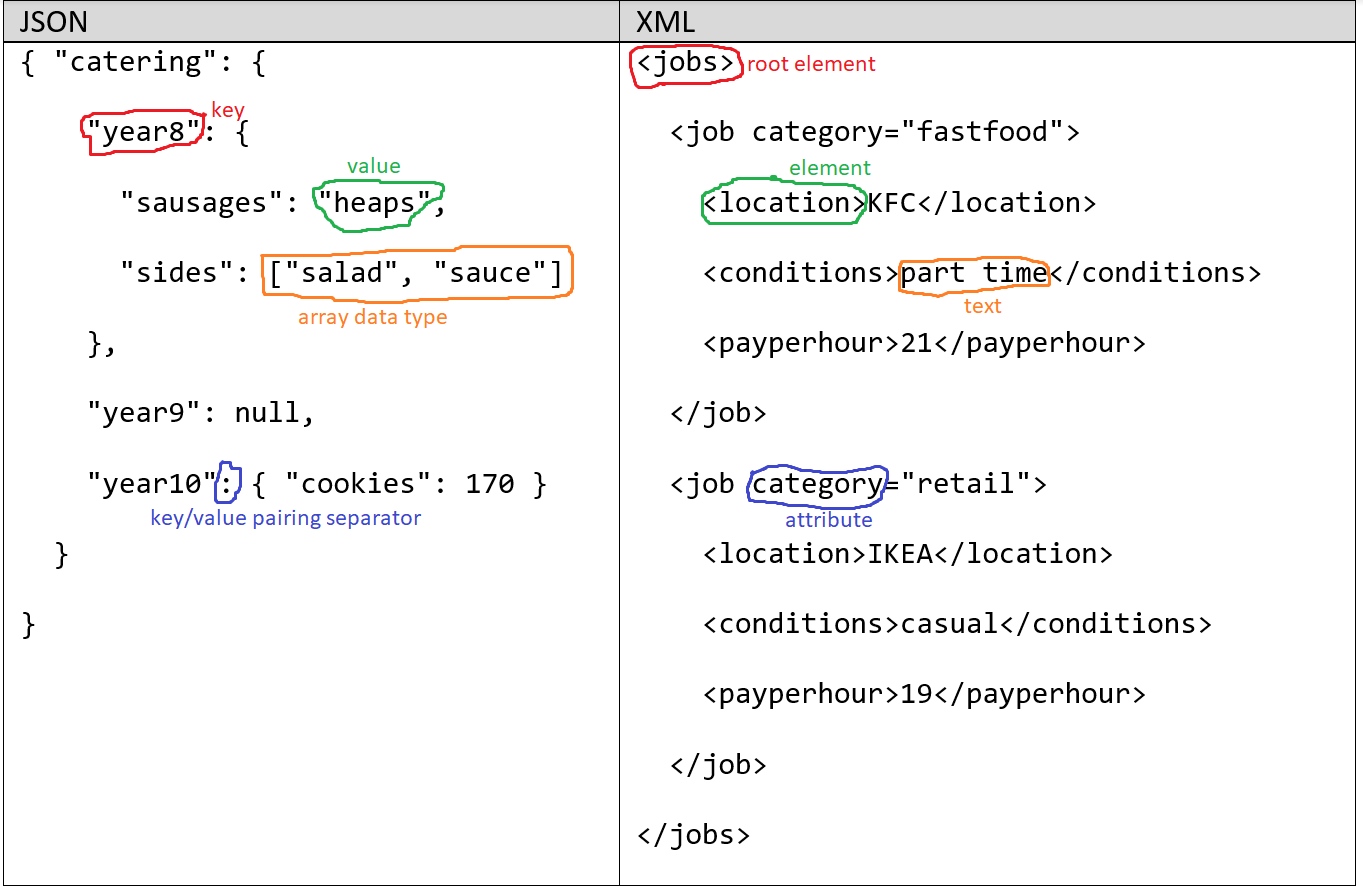 JSON
{ "catering": {
key
"year8": {
value
"sausages": "heaps",
"sides": ["salad", "sauce"]
array data type
},
"year9": null,
"year10": { "cookies": 170 }
key/value pairing separator
}
}
XML
<jobs> root element
<job category="fastfood">
element
<location>KFC</location>
<conditions>part time</conditions>
text
<payperhour>21</payperhour>
</job>
<job category="retail">
attribute
<location>IKEA</location>
<conditions>casual</conditions>
<payperhour>19</payperhour>
</job>
</jobs>